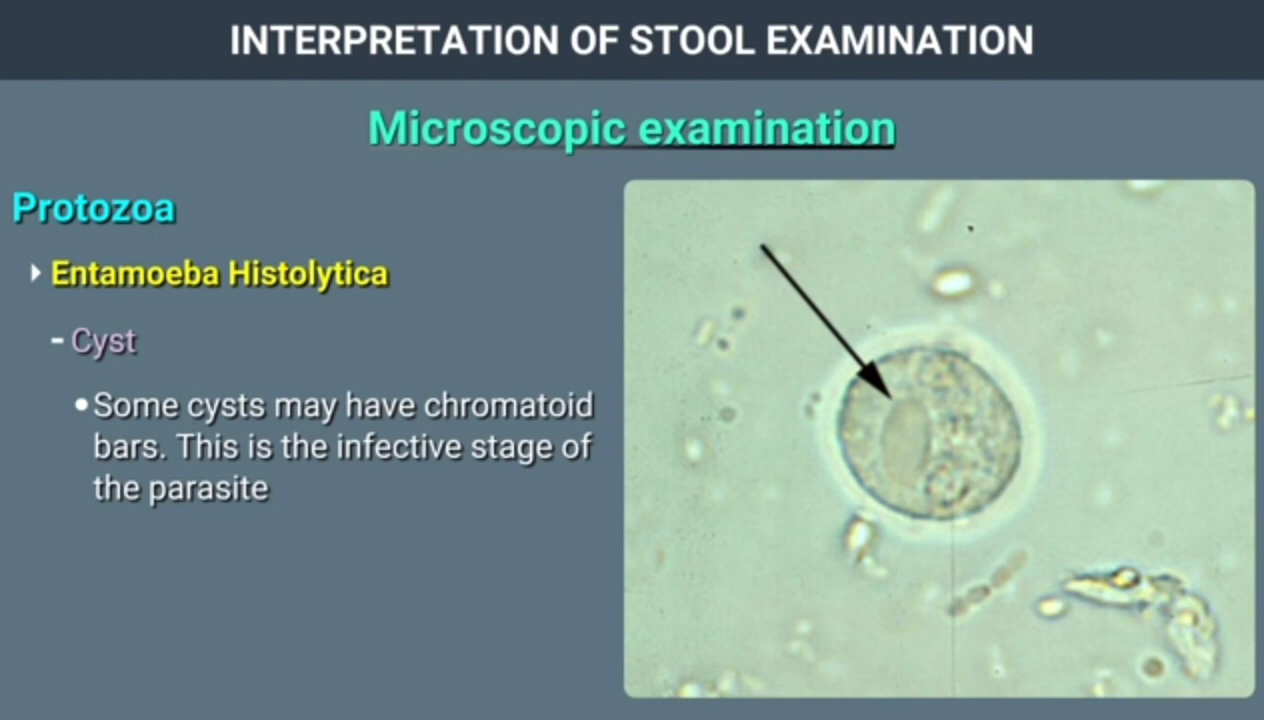 INTERPRETATION OF STOOL EXAMINATION
Microscopic examination
Protozoa
Entamoeba Histolytica
- Cyst
• Some cysts may have chromatoid
bars. This is the infective stage of
the parasite